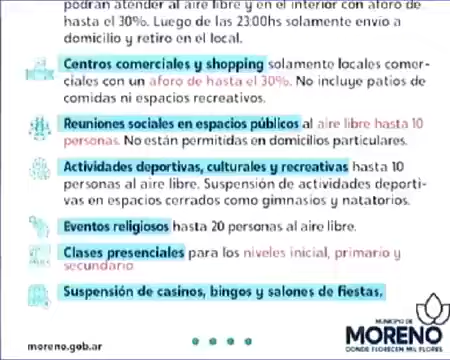 podrán atender al aire libre y en el interior con aforo de
hasta el 30%. Luego de las 23:00hs solamente envío a
domicilio y retiro en el local.
Centros comerciales y shopping solamente locales comer-
ciales con un aforo de hasta el 30%. No incluye patios de
comidas ni espacios recreativos.
Reuniones sociales en espacios públicos al aire libre hasta 10
personas. No están permitidas en domicilios particulares.
Actividades deportivas, culturales y recreativas hasta 10
personas al aire libre. Suspensión de actividades deporti-
vas en espacios cerrados como gimnasios y natatorios.
Eventos religiosos hasta 20 personas al aire libre.
Clases presenciales para los niveles inicial, primario y
secundario
Suspensión de casinos, bingos y salones de fiestas.
moreno.gob.ar
MUNICIPIO DE
MORENO
DONDE FLORECEN MIL FLORES